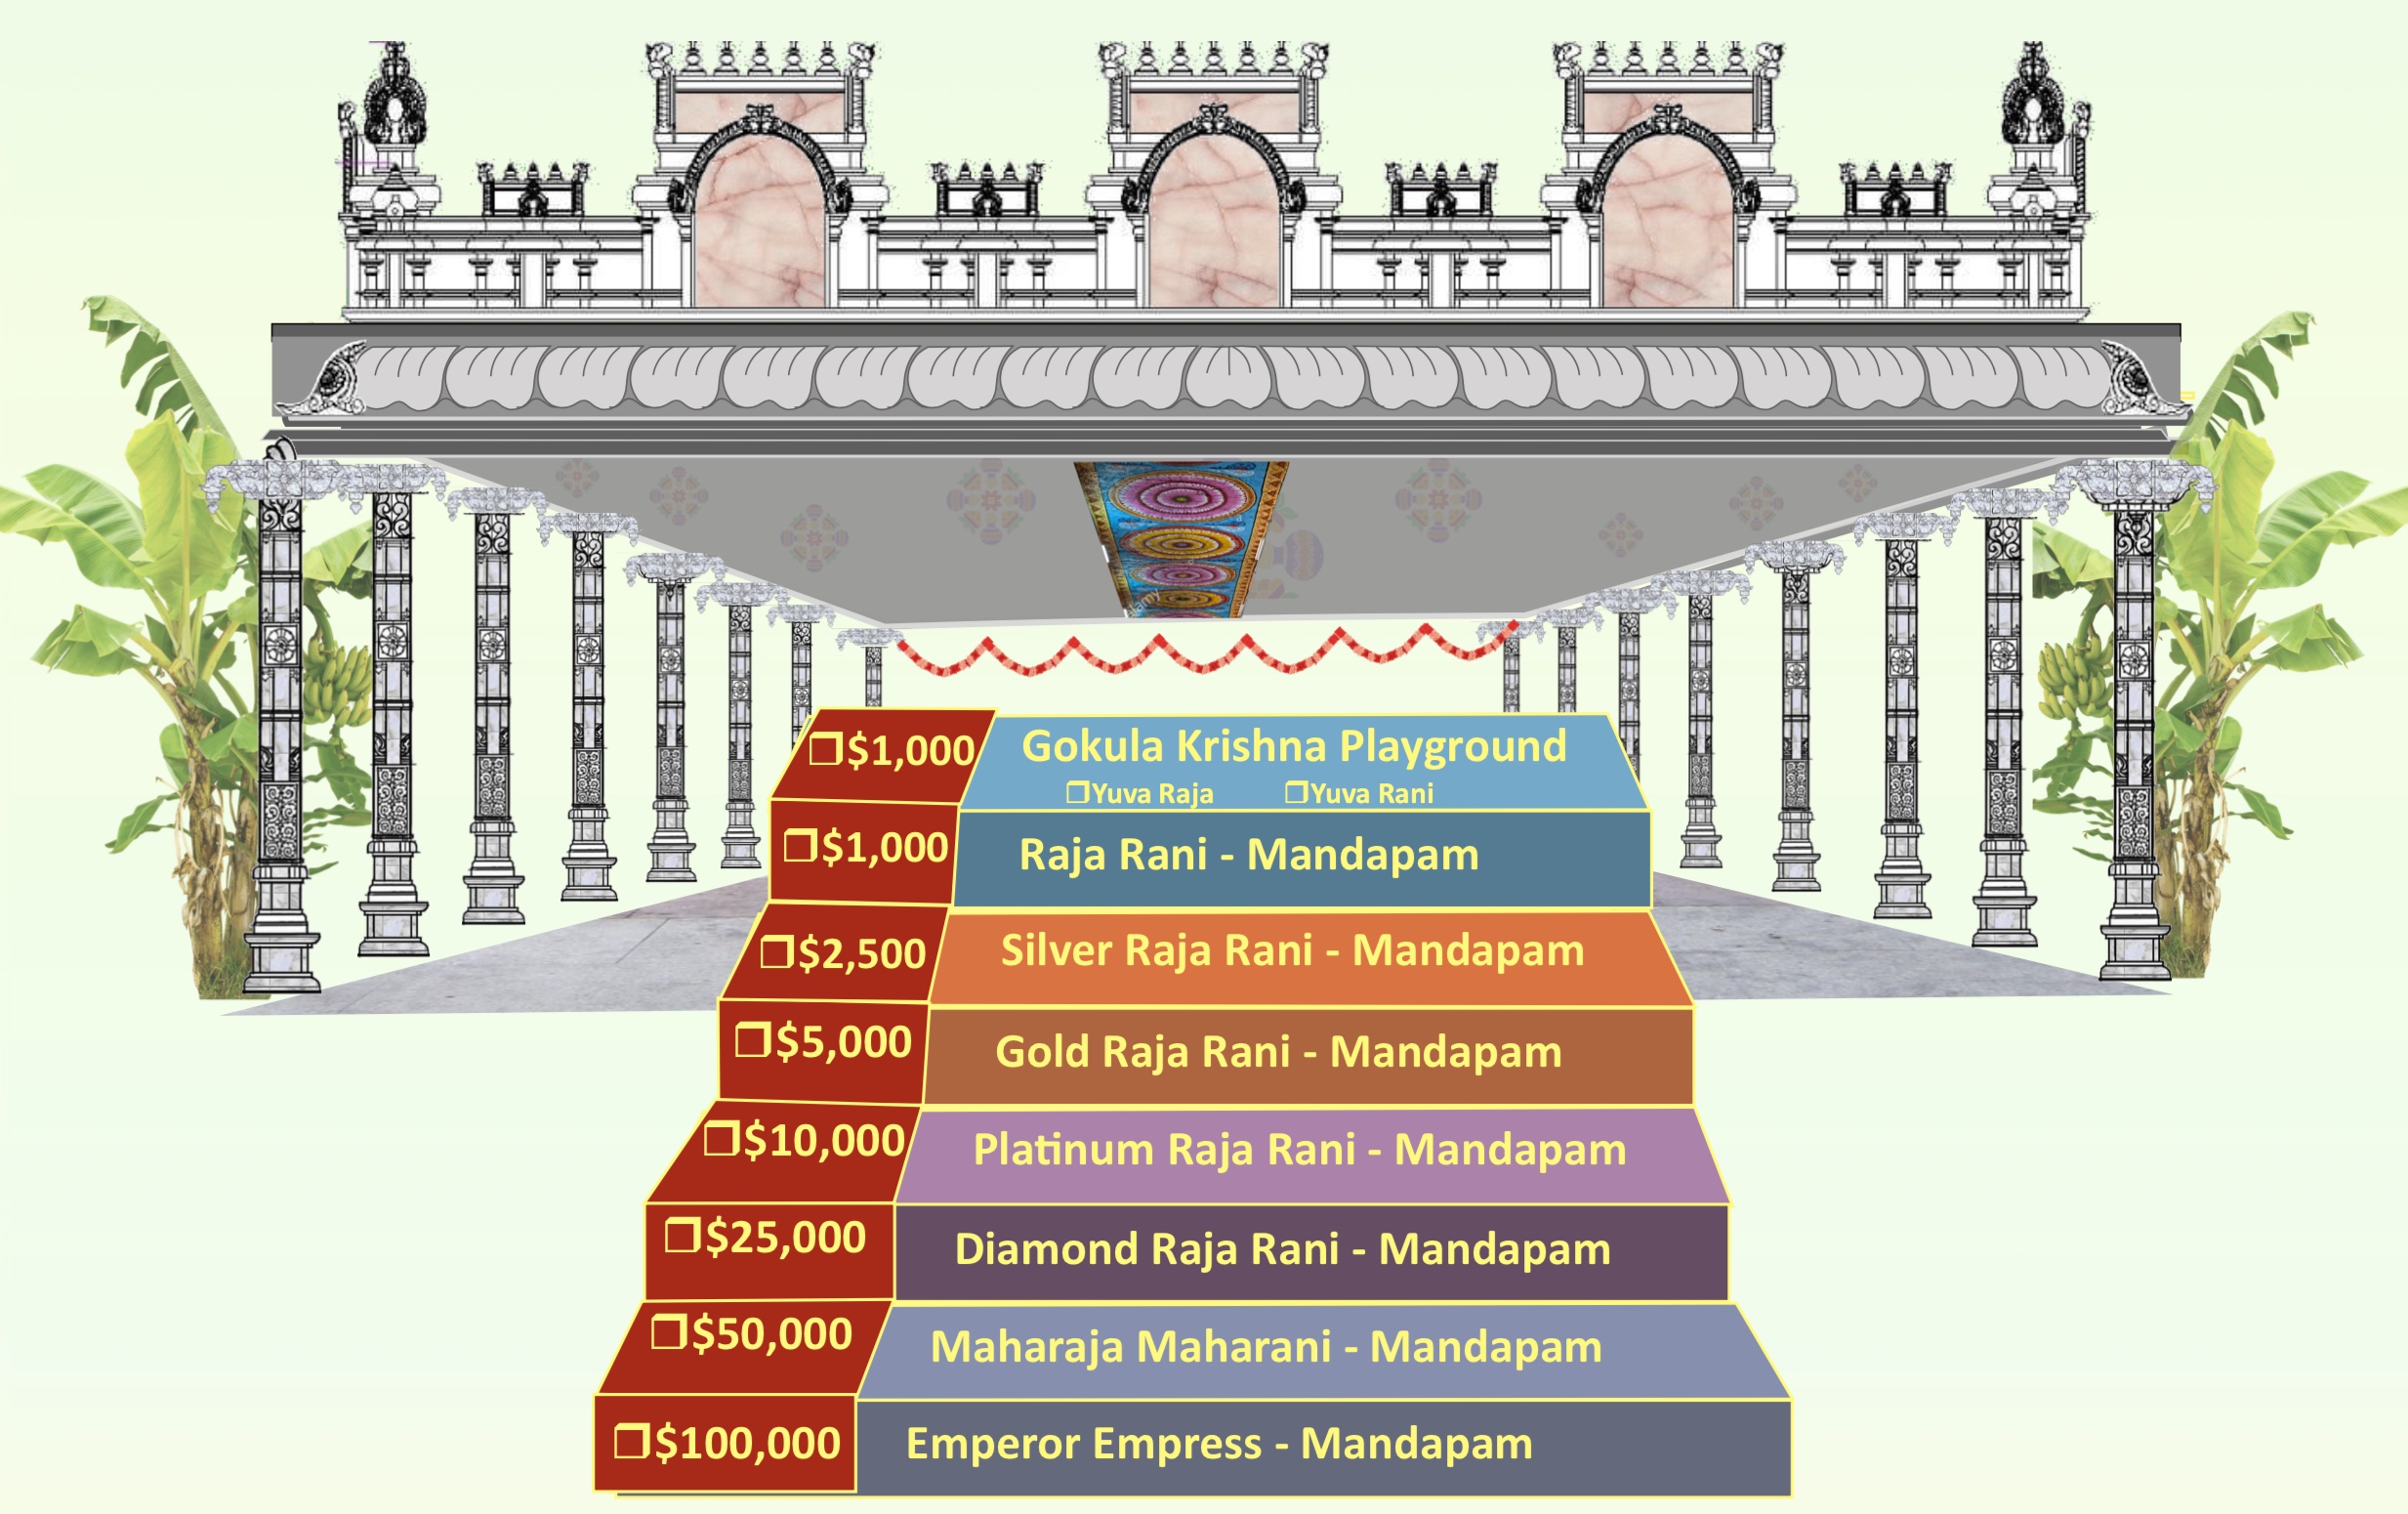 ❒$1,000 Gokula Krishna Playground
❒Yuva Raja ❒Yuva Rani
❒$1,000 Raja Rani - Mandapam
❒$2,500 Silver Raja Rani - Mandapam
❒$5,000 Gold Raja Rani - Mandapam
❒$10,000 Platinum Raja Rani - Mandapam
❒$25,000 Diamond Raja Rani - Mandapam
❒$50,000 Maharaja Maharani - Mandapam
❒$100,000 Emperor Empress - Mandapam